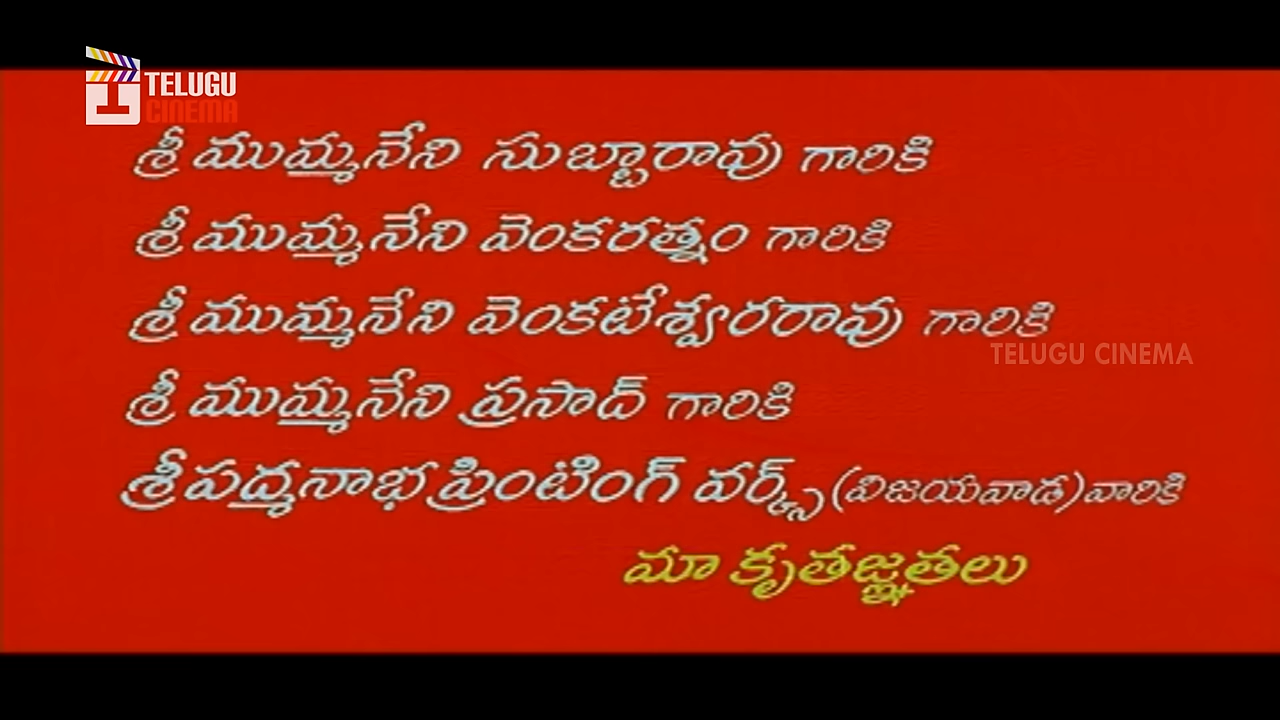 TELUGU
CINEMA
శ్రీ ముమ్మనేని సుబ్బారావు గారికి
శ్రీ ముమ్మనేని వెంకరత్నం గారికి
శ్రీ ముమ్మనేని వెంకటేశ్వరరావు గారికి
TELUGU CINEMA
శ్రీ ముమ్మనేని ప్రసాద్ గారికి
శ్రీ పద్మనాభ ప్రింటింగ్ వర్క్స్ (విజయవాడ) వారికి
మా కృతజ్ఞతలు